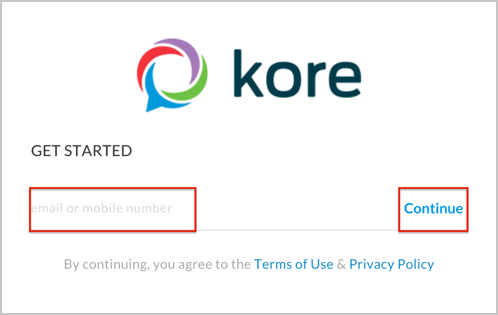 kore
GET STARTED
email or mobile number
Continue
By continuing, you agree to the Terms of Use & Privacy Policy